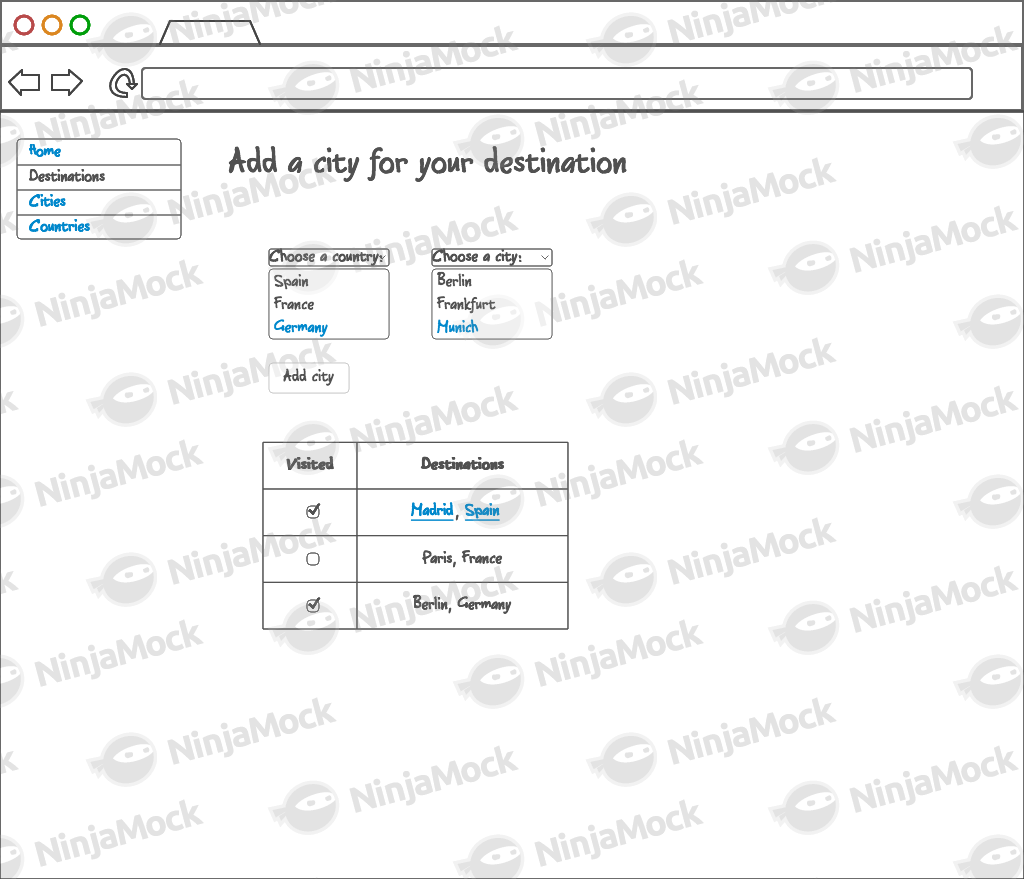 Home
Destinations
Cities
Countries
Add a city for your destination
Choose a country:
Choose a city:
Spain
France
Germany
Berlin
Frankfurt
Munich
Add city
Visited
Destinations
Madrid, Spain
Paris, France
Berlin, Germany
NinjaMock